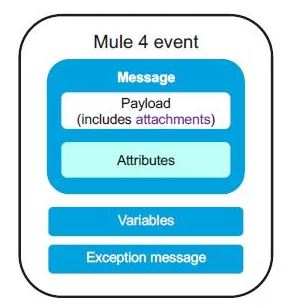 Mule 4 event
Message
Payload
(includes attachments)
Attributes
Variables
Exception message